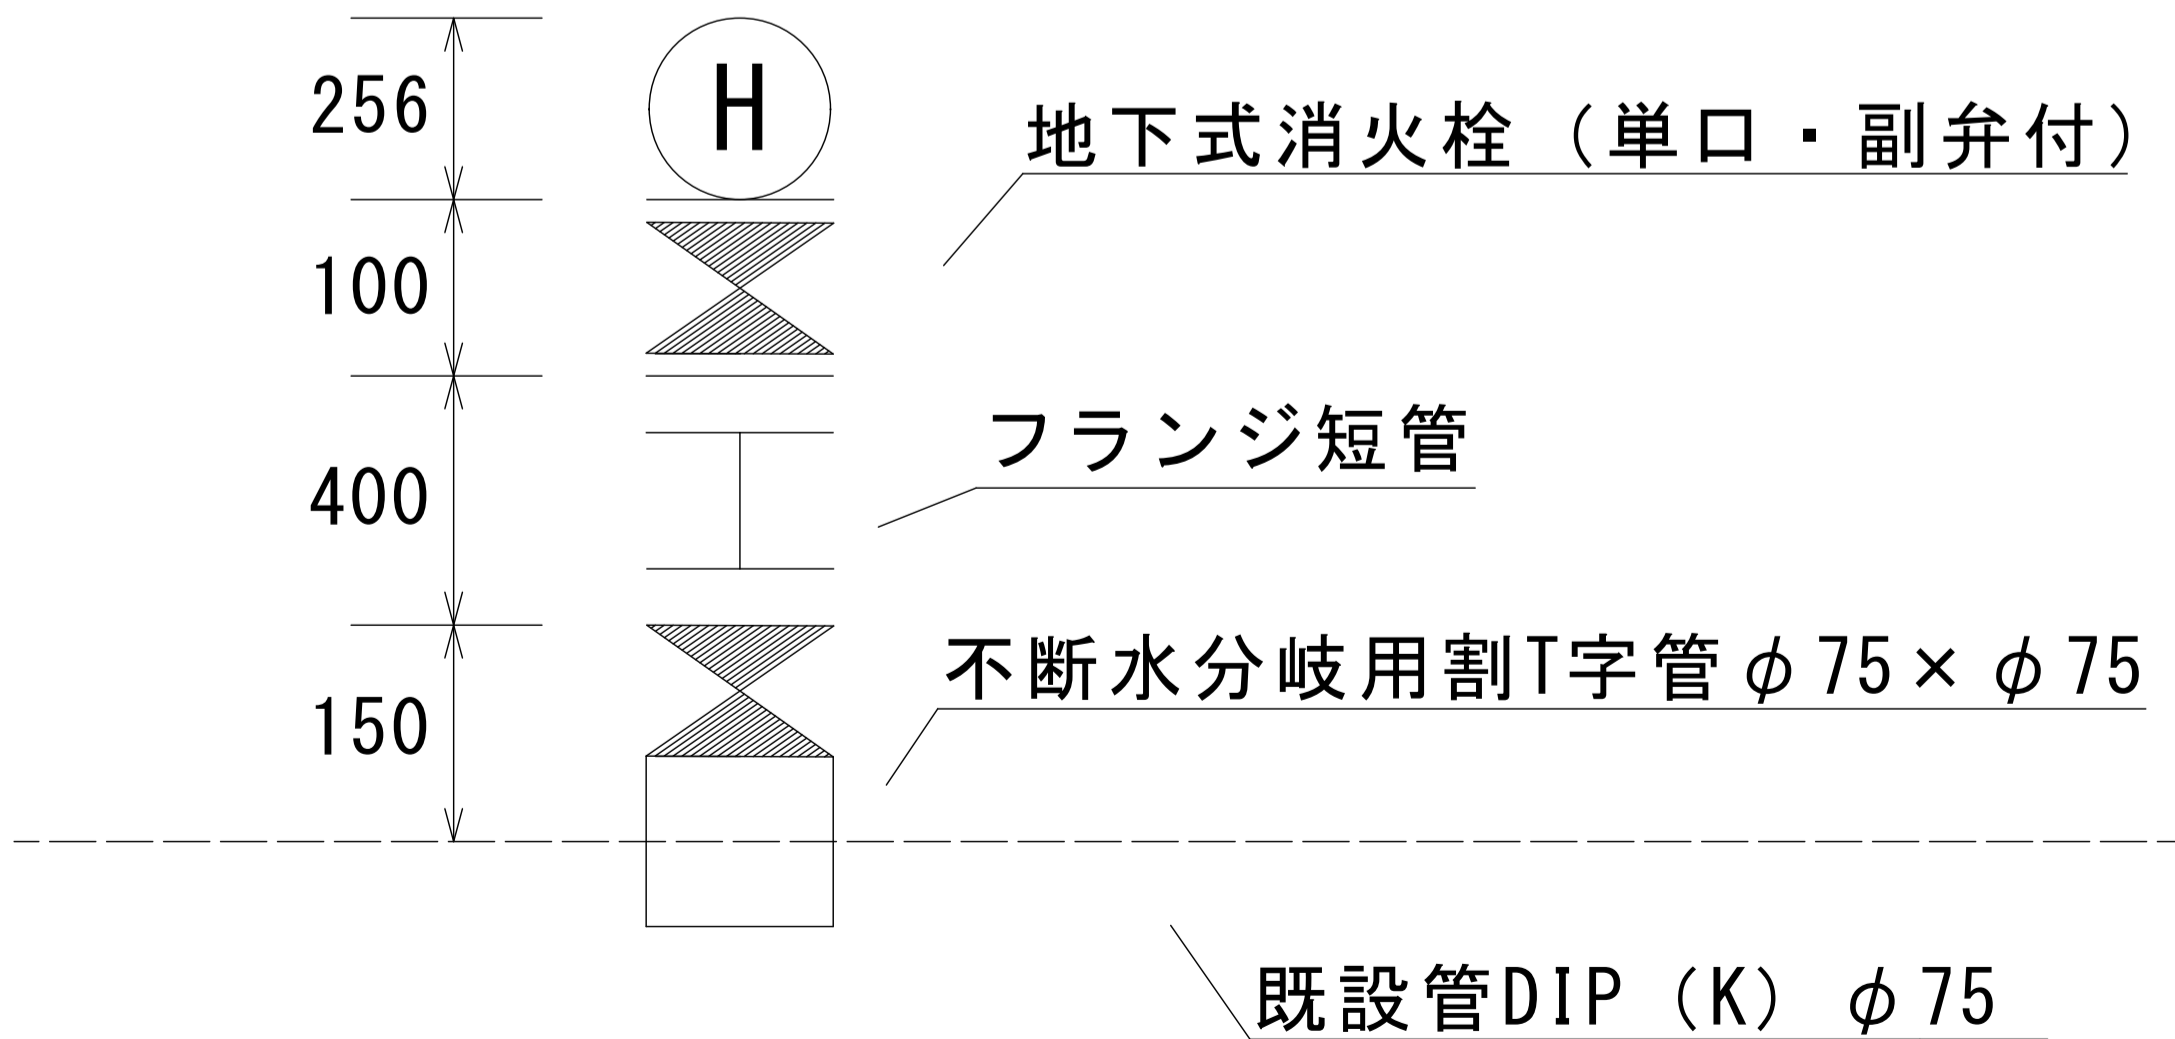 256
H
地下式消火栓（単口・副弁付）
100
フランジ短管
400
不断水分岐用割T字管φ75×φ75
150
既設管DIP（K）φ75